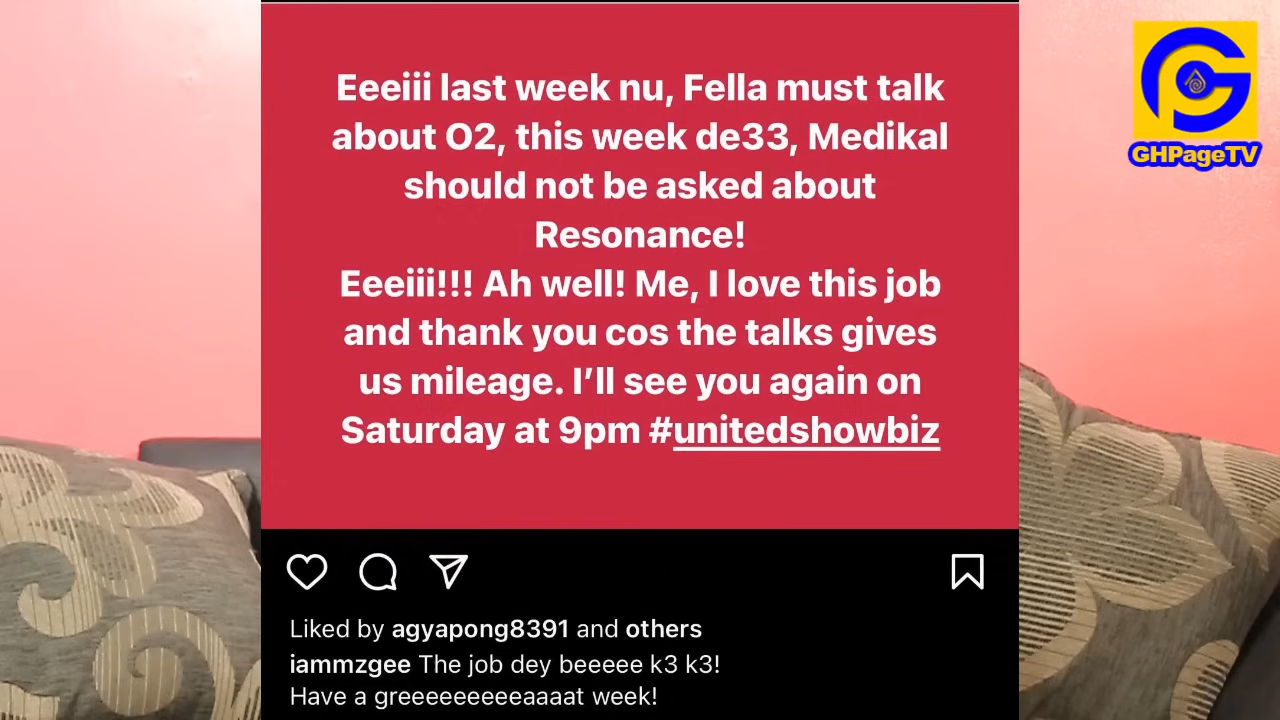 Eeeiii last week nu, Fella must talk
about O2, this week de33, Medikal
should not be asked about
Resonance!
Eeeiii!!! Ah well! Me, I love this job
and thank you cos the talks gives
us mileage. I’ll see you again on
Saturday at 9pm #unitedshowbiz
Liked by agyapong8391 and others
iammzgee The job dey beeeee k3 k3!
Have a greeeeeeeeeaaaat week!
GHPageTV